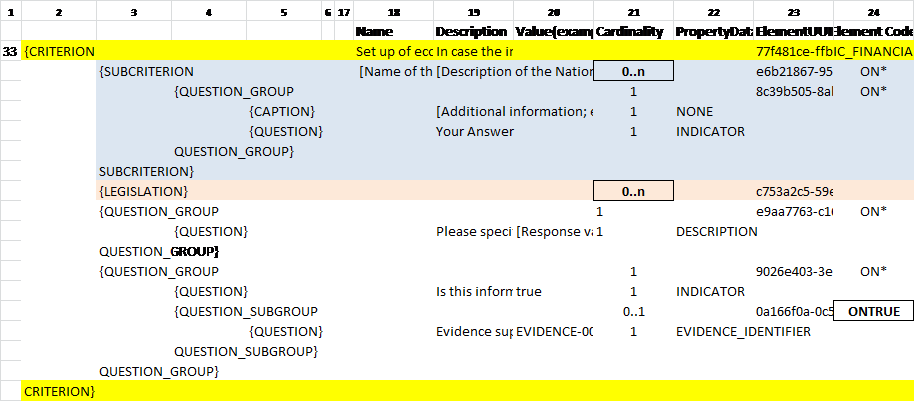 1 2 3 4 5 6 17 18 19 20 21 22 23 24
Name Description Value(exam Cardinality PropertyDat ElementUU Element Code
33 {CRITERION Set up of eco In case the in 77f481ce-ffb IC_FINANCIA
{SUBCRITERION [Name of th [Description of the Nation 0..n e6b21867-95 ON*
{QUESTION_GROUP 1 8c39b505-8al ON*
{CAPTION} [Additional information; e 1 NONE
{QUESTION} Your Answer 1 INDICATOR
QUESTION_GROUP}
SUBCRITERION}
{LEGISLATION} 0..n c753a2c5-59e
{QUESTION_GROUP 1 e9aa7763-c16 ON*
{QUESTION} Please speci [Response va 1 DESCRIPTION
QUESTION_GROUP}
{QUESTION_GROUP 1 9026e403-3e ON*
{QUESTION} Is this inform true 1 INDICATOR
{QUESTION_SUBGROUP 0..1 0a166f0a-0c5 ONTRUE
{QUESTION} Evidence sup EVIDENCE-00 1 EVIDENCE_IDENTIFIER
QUESTION_SUBGROUP}
QUESTION_GROUP}
CRITERION}